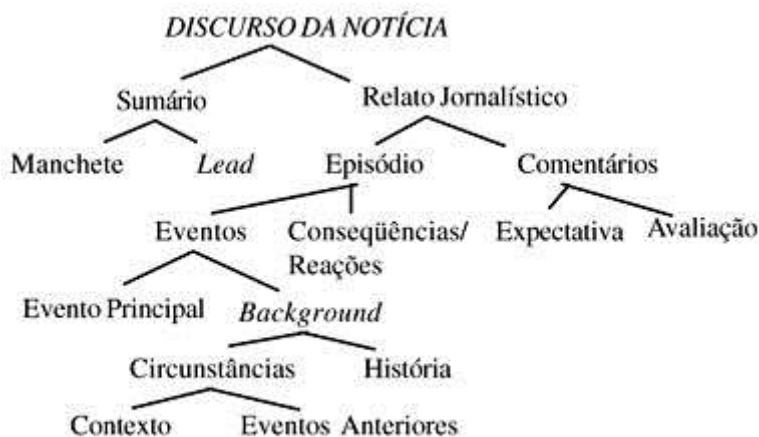 DISCURSO DA NOTÍCIA
Sumário Relato Jornalístico
Manchete Lead Episódio Comentários
Eventos Conseqüências/ Expectativa Avaliação
Reações
Evento Principal Background
Circunstâncias História
Contexto Eventos Anteriores